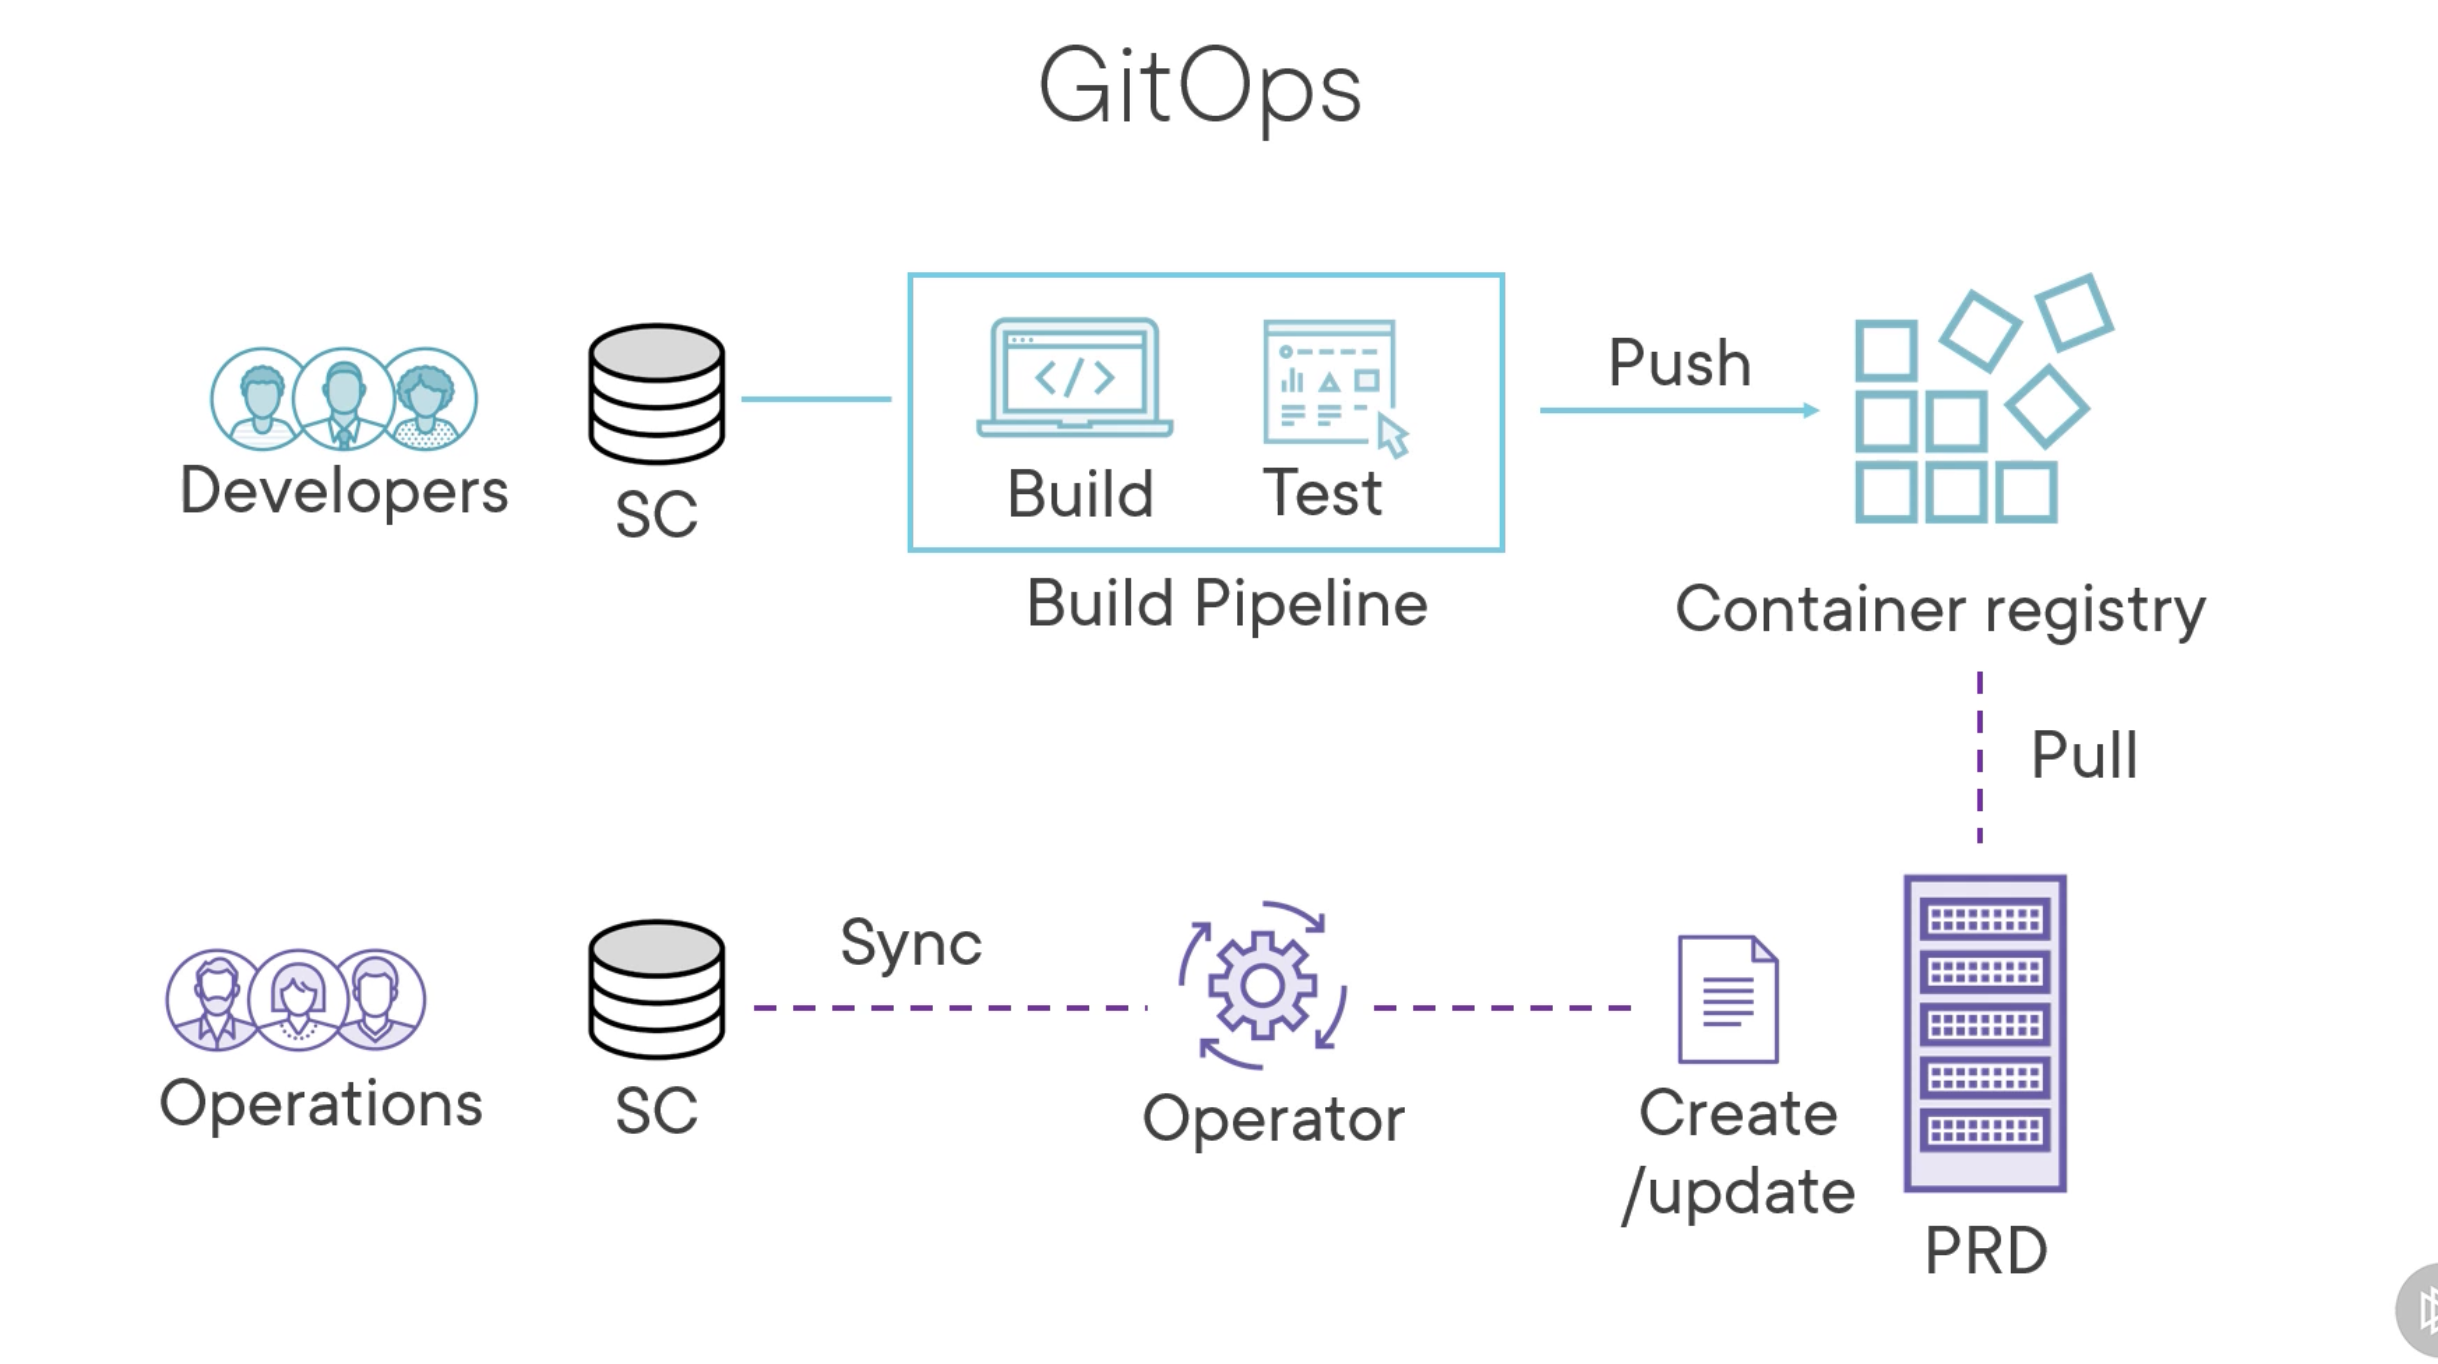 GitOps
Push
Developers
SC
Build
Test
Build Pipeline
Container registry
Pull
Sync
Operations
SC
Operator
Create
/update
PRD